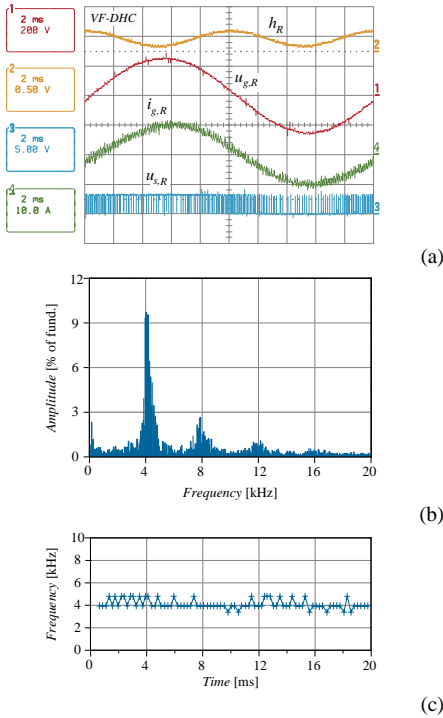 1
2 ms
200 V
2
2 ms
0.50 V
3
2 ms
5.00 V
4
2 ms
10.0 A
VF-DHC
h_R
u_{g,R}
i_{g,R}
u_{s,R}
2
1
4
3
(a)
12
9
6
3
0
Amplitude [% of fund.]
0 4 8 12 16 20
Frequency [kHz]
(b)
10
8
6
4
2
0
Frequency [kHz]
0 4 8 12 16 20
Time [ms]
(c)